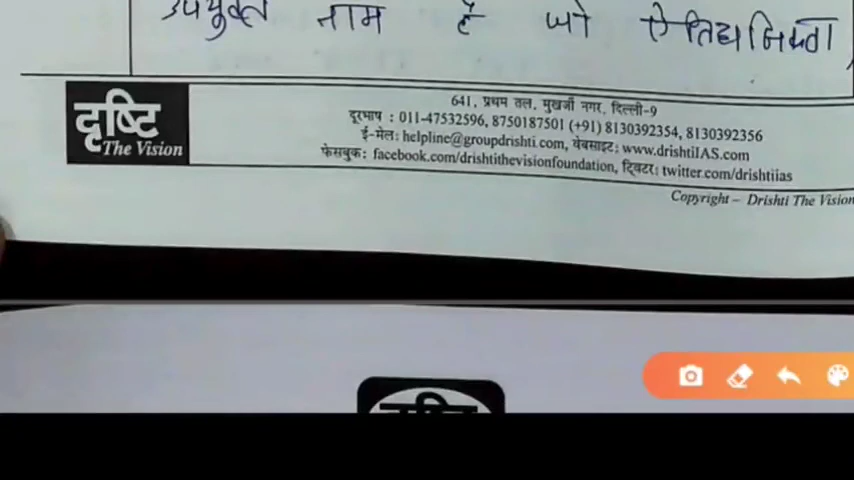 उपयुक्त नाम है जो ऐतिहासिकता
दृष्टि
The Vision
641, प्रथम तल, मुखर्जी नगर, दिल्ली-9
दूरभाष : 011-47532596, 8750187501 (+91) 8130392354, 8130392356
ई-मेल: helpline@groupdrishti.com, वेबसाइट: www.drishtiIAS.com
फेसबुक: facebook.com/drishtithevisionfoundation, ट्विटर: twitter.com/drishtiias
Copyright – Drishti The Vision
दृष्टि